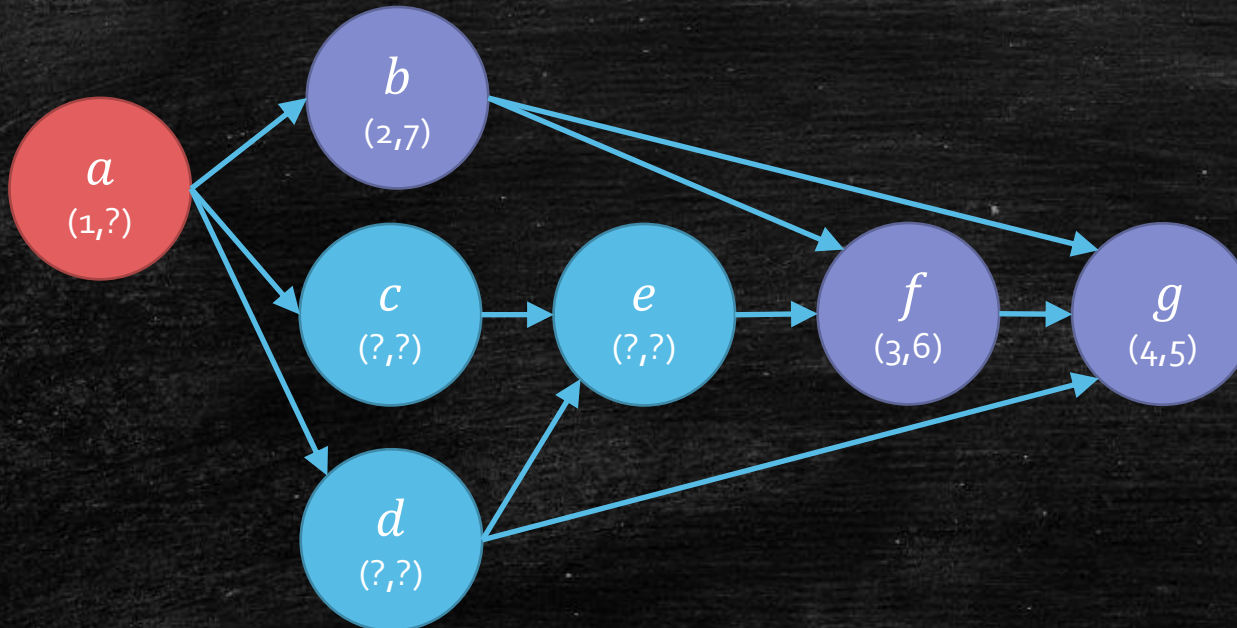 a
(1,?)
b
(2,7)
c
(?,?)
e
(?,?)
f
(3,6)
g
(4,5)
d
(?,?)